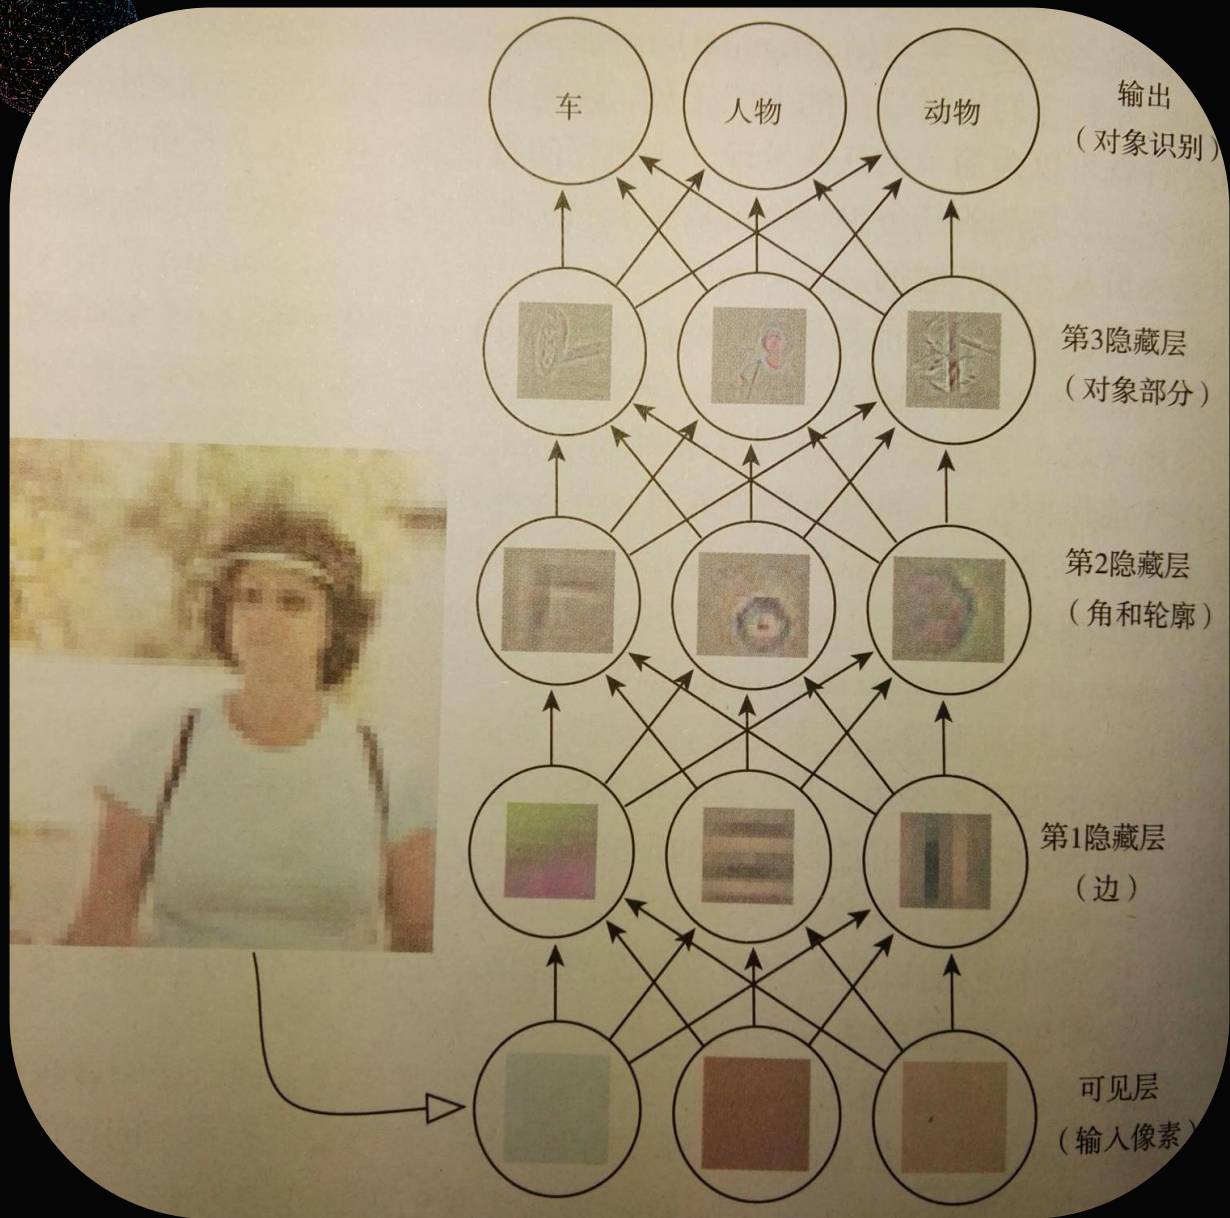 车
人物
动物
输出
（对象识别）
第3隐藏层
（对象部分）
第2隐藏层
（角和轮廓）
第1隐藏层
（边）
可见层
（输入像素）